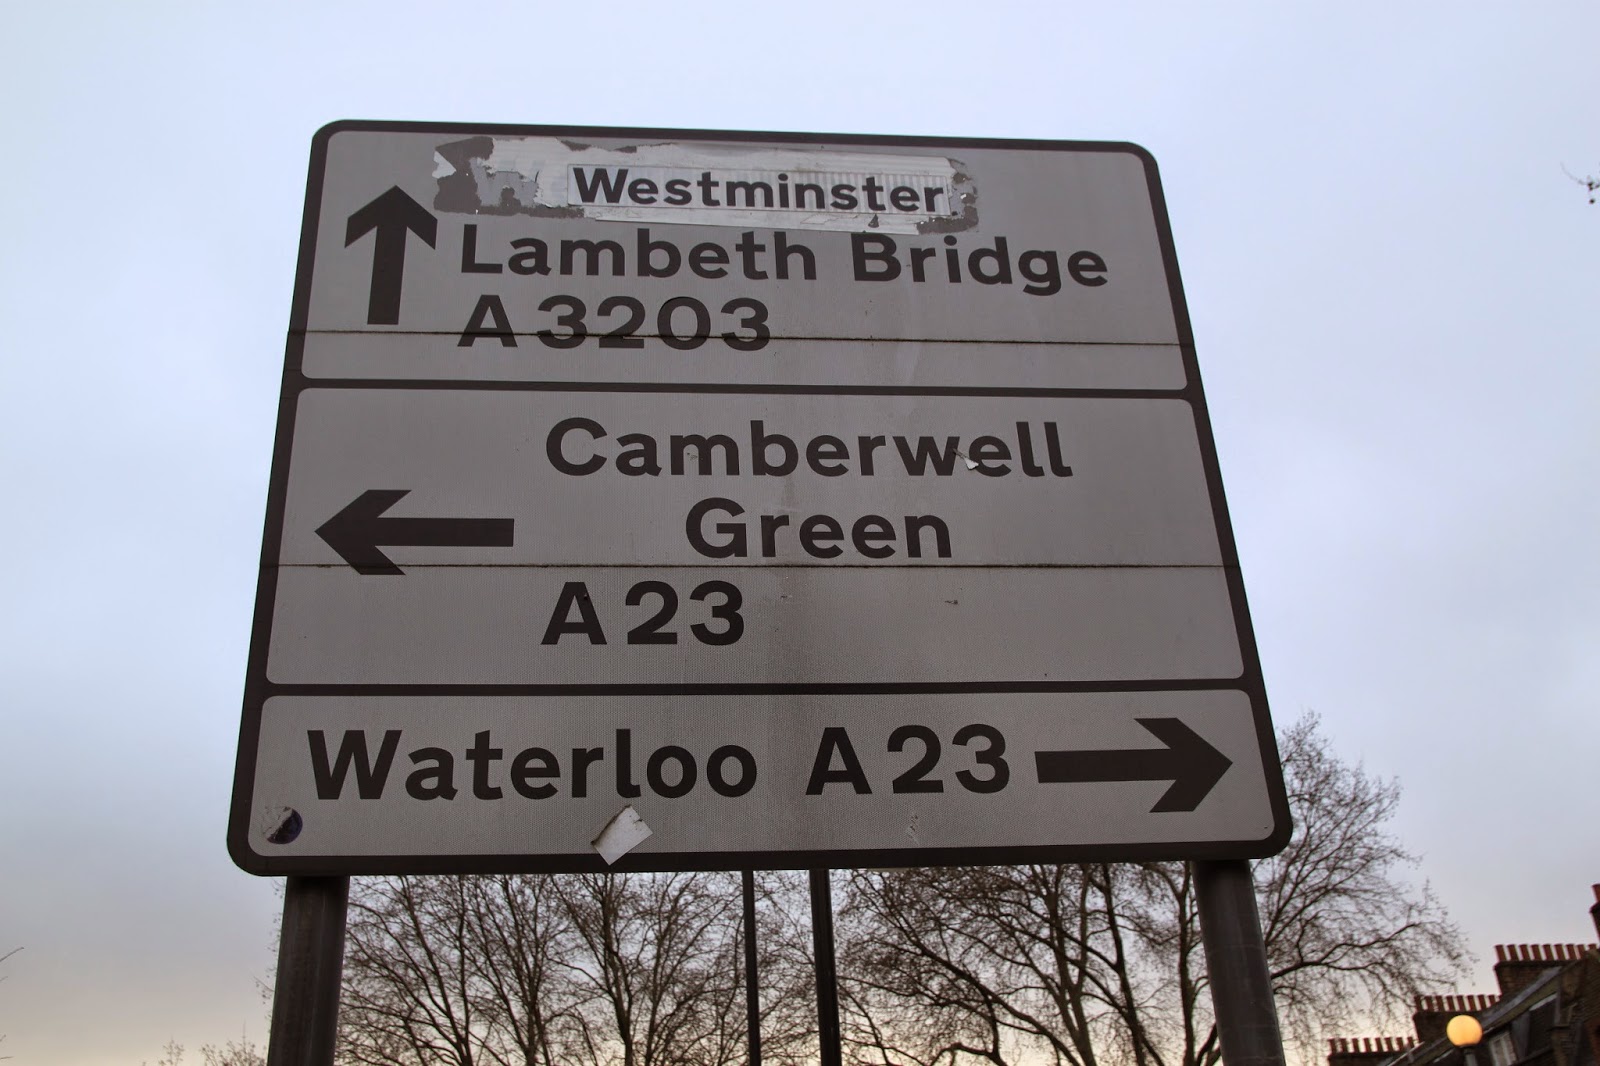 Westminster
Lambeth Bridge
A3203
Camberwell
Green
A23
Waterloo A23